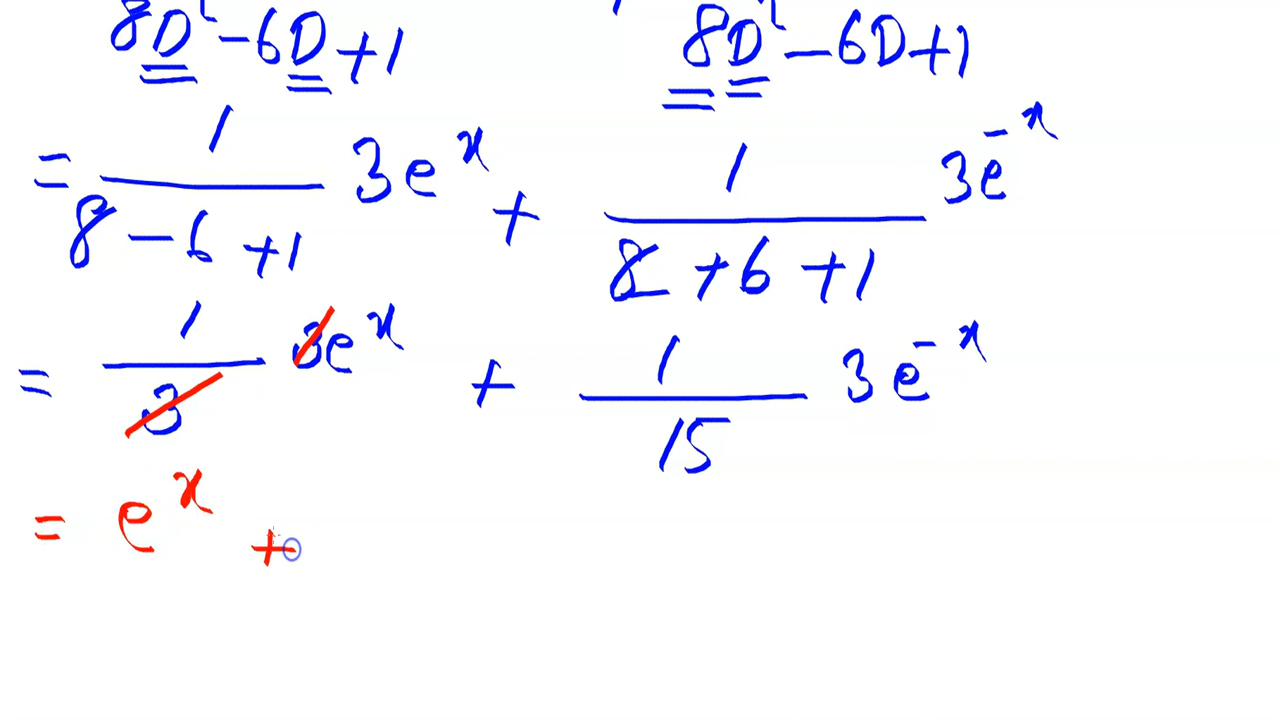 8D² - 6D + 1    8D² - 6D + 1
= 1/(8 - 6 + 1) 3e^x + 1/(8 + 6 + 1) 3e^-x
= 1/3 3e^x + 1/15 3e^-x
= e^x +